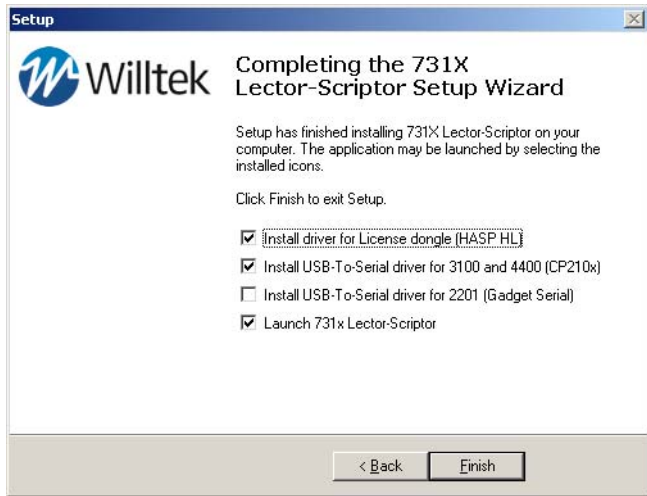 Setup
Willtek
Completing the 731X
Lector-Scriptor Setup Wizard
Setup has finished installing 731X Lector-Scriptor on your
computer. The application may be launched by selecting the
installed icons.
Click Finish to exit Setup.
Install driver for License dongle (HASP HL)
Install USB-To-Serial driver for 3100 and 4400 (CP210x)
Install USB-To-Serial driver for 2201 (Gadget Serial)
Launch 731x Lector-Scriptor
< Back
Finish